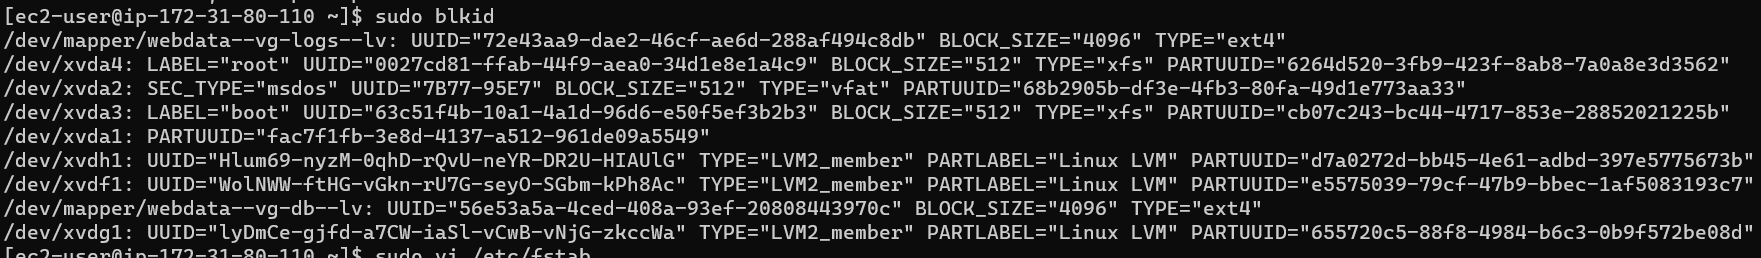 [ec2-user@ip-172-31-80-110 ~]$ sudo blkid
/dev/mapper/webdata--vg-logs--lv: UUID="72e43aa9-dae2-46cf-ae6d-288af494c8db" BLOCK_SIZE="4096" TYPE="ext4"
/dev/xvda4: LABEL="root" UUID="0027cd81-ffab-44f9-aea0-34d1e8e1a4c9" BLOCK_SIZE="512" TYPE="xfs" PARTUUID="6264d520-3fb9-423f-8ab8-7a0a8e3d3562"
/dev/xvda2: SEC_TYPE="msdos" UUID="7B77-95E7" BLOCK_SIZE="512" TYPE="vfat" PARTUUID="68b2905b-df3e-4fb3-80fa-49d1e773aa33"
/dev/xvda3: LABEL="boot" UUID="63c51f4b-10a1-4a1d-96d6-e50f5ef3b2b3" BLOCK_SIZE="512" TYPE="xfs" PARTUUID="cb07c243-bc44-4717-853e-28852021225b"
/dev/xvda1: PARTUUID="fac7f1fb-3e8d-4137-a512-961de09a5549"
/dev/xvdh1: UUID="Hlum69-nyzM-0qhD-rQvU-neYR-DR2U-HIAUlG" TYPE="LVM2_member" PARTLABEL="Linux LVM" PARTUUID="d7a0272d-bb45-4e61-adbd-397e5775673b"
/dev/xvdf1: UUID="WolNWW-ftHG-vGkn-rU7G-seyO-SGbm-kPh8Ac" TYPE="LVM2_member" PARTLABEL="Linux LVM" PARTUUID="e5575039-79cf-47b9-bbec-1af5083193c7"
/dev/mapper/webdata--vg-db--lv: UUID="56e53a5a-4ced-408a-93ef-20808443970c" BLOCK_SIZE="4096" TYPE="ext4"
/dev/xvdg1: UUID="lyDmCe-gjfd-a7CW-iaSl-vCwB-vNjG-zkccWa" TYPE="LVM2_member" PARTLABEL="Linux LVM" PARTUUID="655720c5-88f8-4984-b6c3-0b9f572be08d"
[ec2-user@ip-172-31-80-110 ~]$ sudo vi /etc/fstab